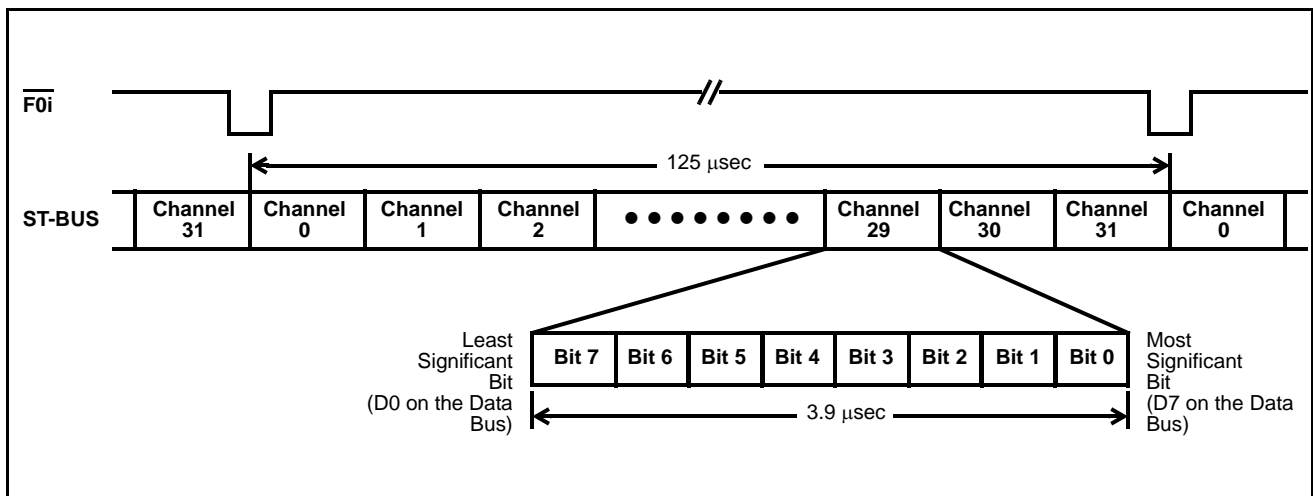 F0i
125 μsec
ST-BUS
Channel
31
Channel
0
Channel
1
Channel
2
Channel
29
Channel
30
Channel
31
Channel
0
Least
Significant
Bit
(D0 on the Data
Bus)
Bit 7
Bit 6
Bit 5
Bit 4
Bit 3
Bit 2
Bit 1
Bit 0
Most
Significant
Bit
(D7 on the Data
Bus)
3.9 μsec